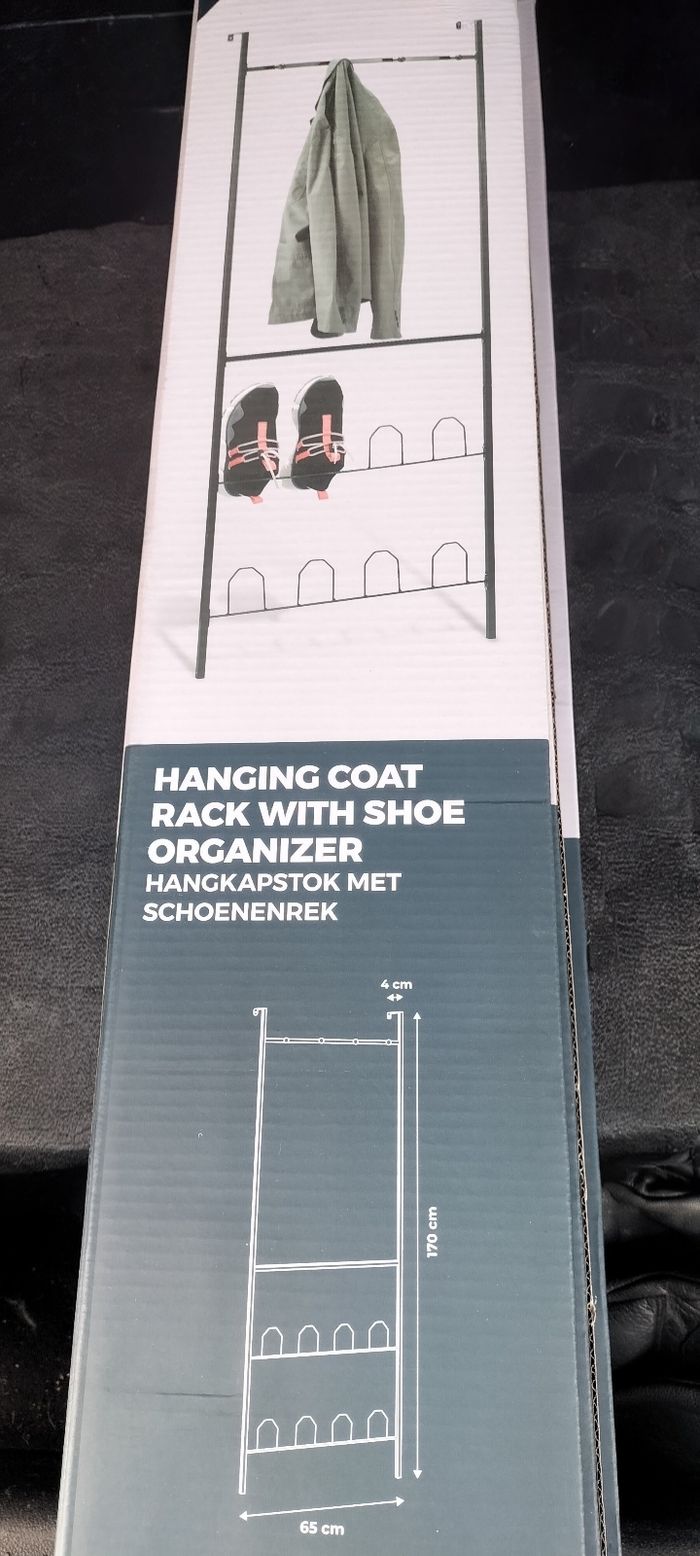 HANGING COAT
RACK WITH SHOE
ORGANIZER
HANGKAPSTOK MET
SCHOENENREK
4 cm
170 cm
65 cm